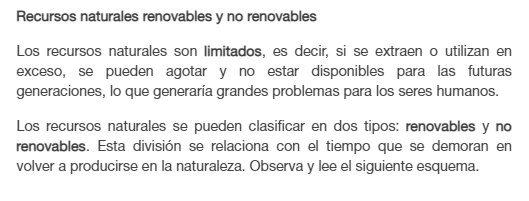 Recursos naturales renovables y no renovables
Los recursos naturales son limitados, es decir, si se extraen o utilizan en
exceso, se pueden agotar y no estar disponibles para las futuras
generaciones, lo que generaría grandes problemas para los seres humanos.
Los recursos naturales se pueden clasificar en dos tipos: renovables y no
renovables. Esta división se relaciona con el tiempo que se demoran en
volver a producirse en la naturaleza. Observa y lee el siguiente esquema.